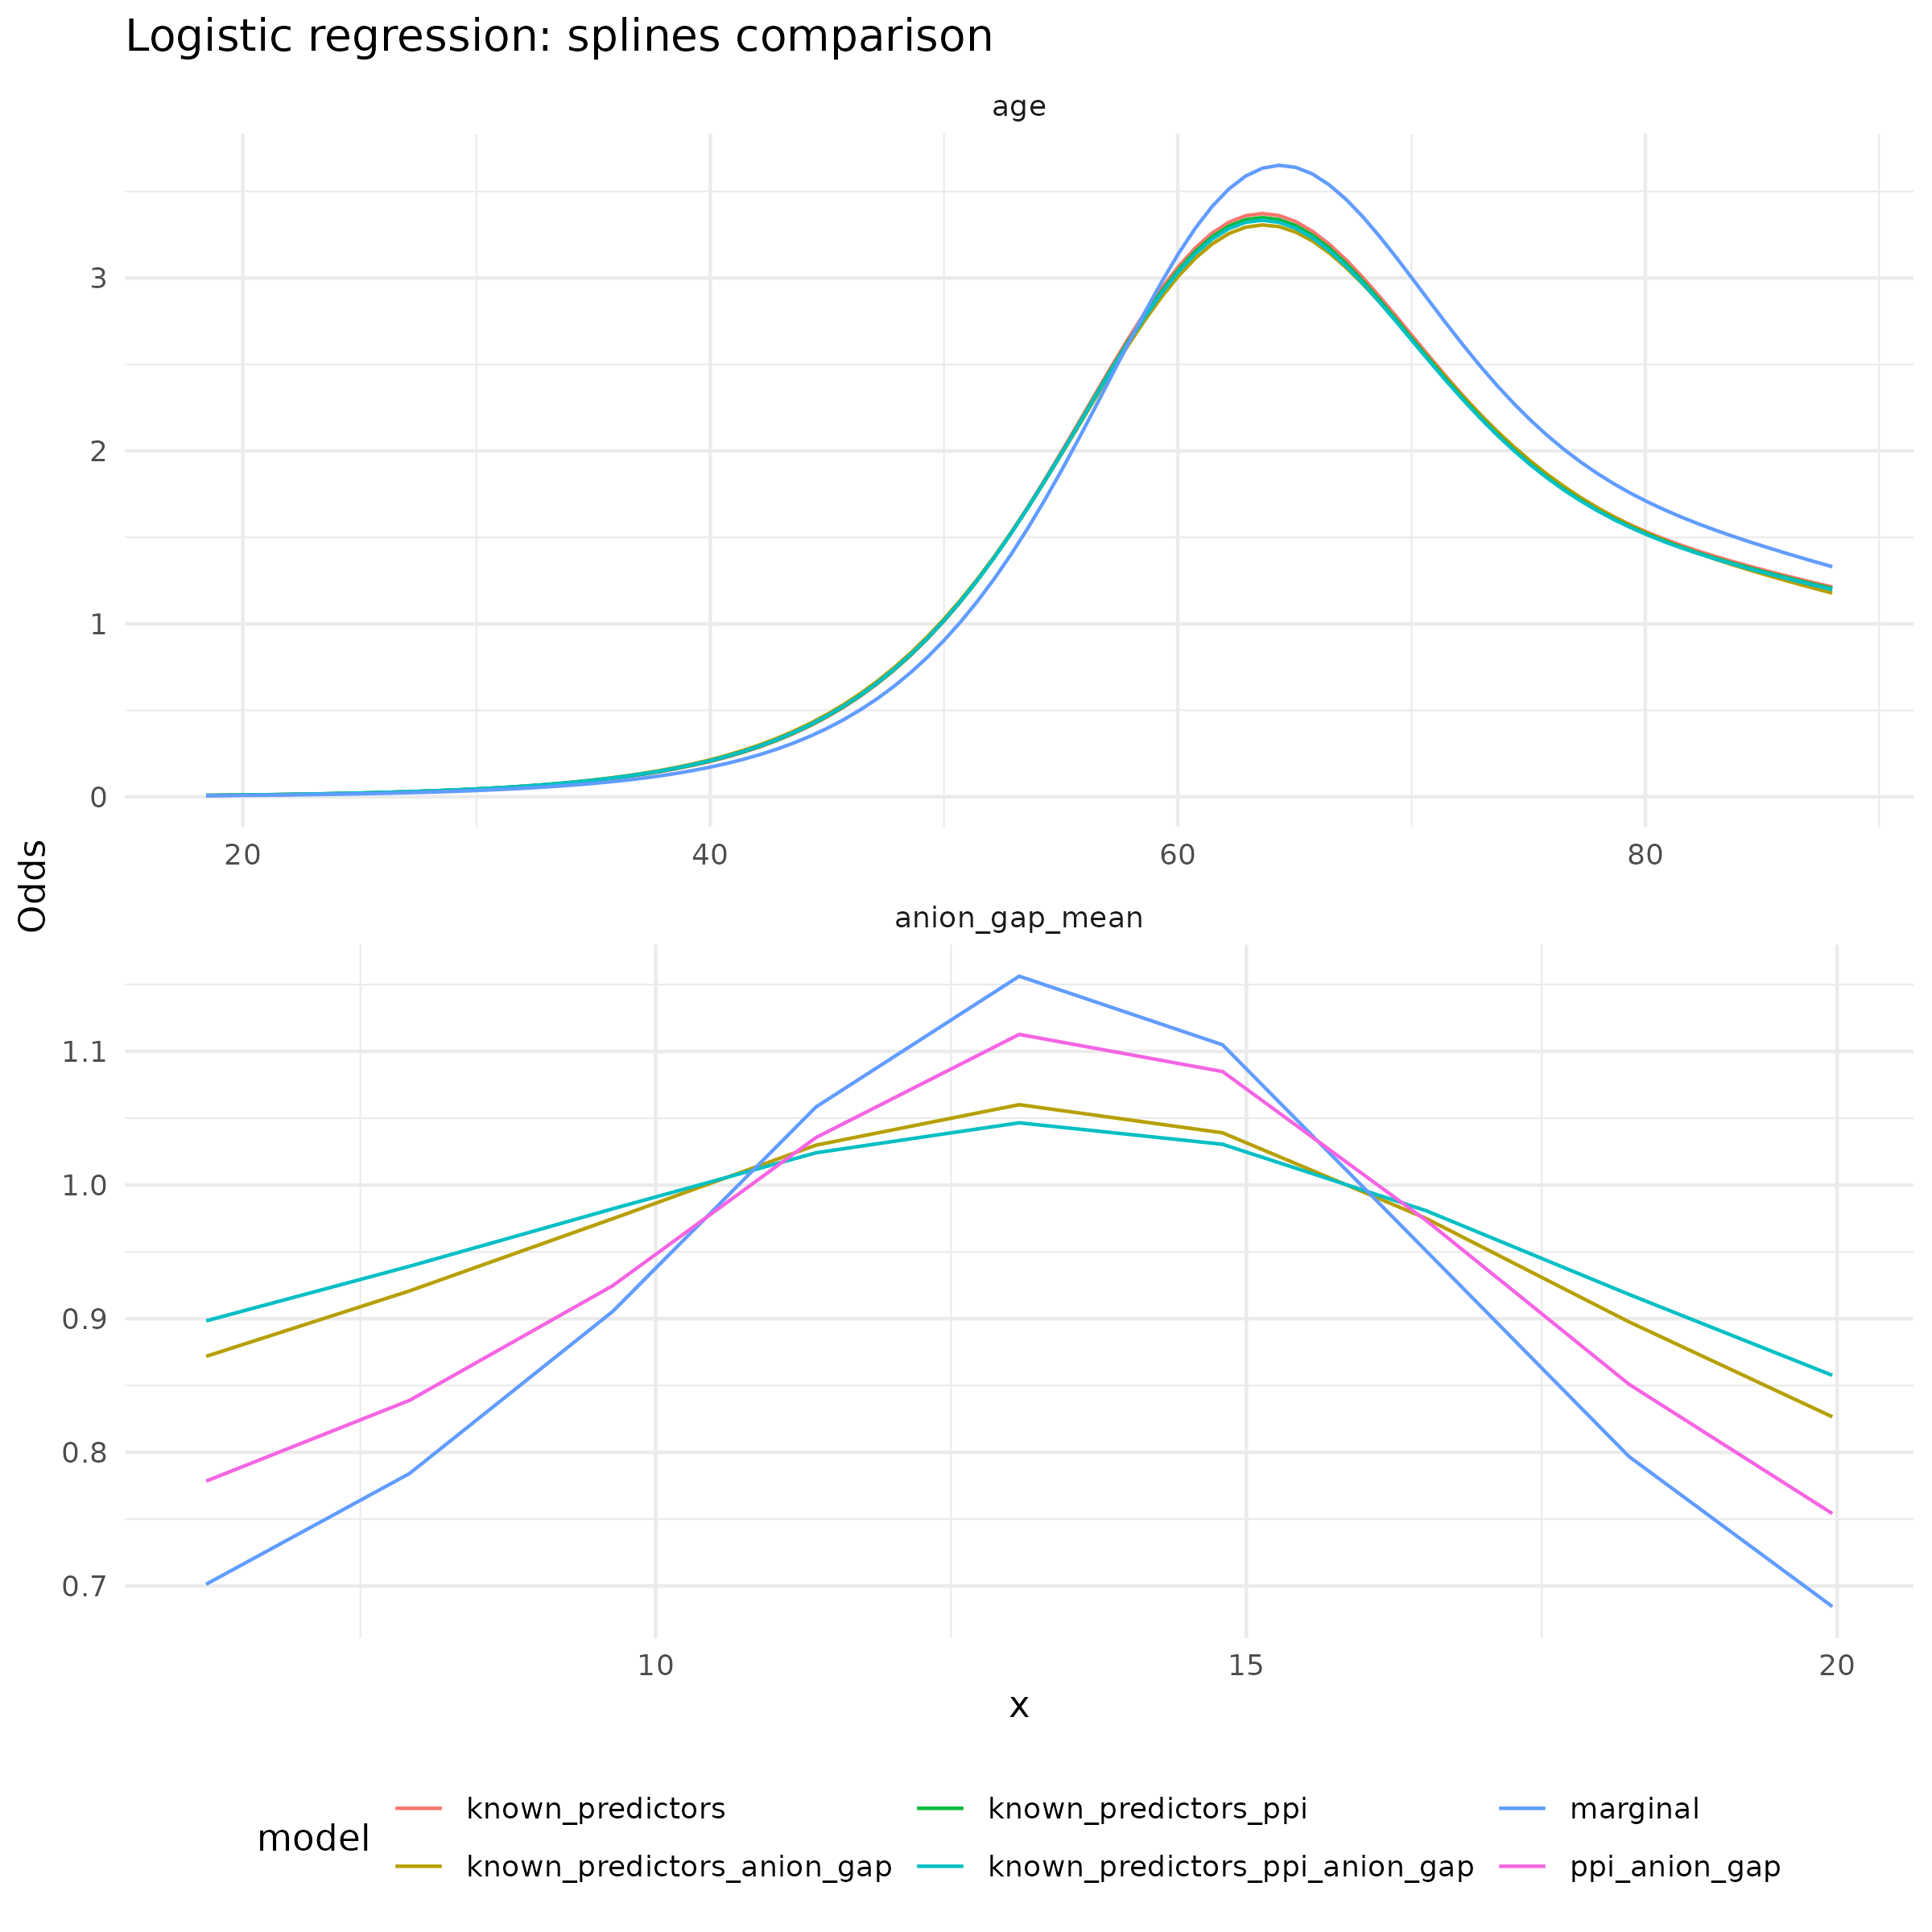 Logistic regression: splines comparison
age
3
2
1
0
20 40 60 80
Odds
anion_gap_mean
1.1
1.0
0.9
0.8
0.7
10 15 20
x
model
known_predictors known_predictors_ppi marginal
known_predictors_anion_gap known_predictors_ppi_anion_gap ppi_anion_gap